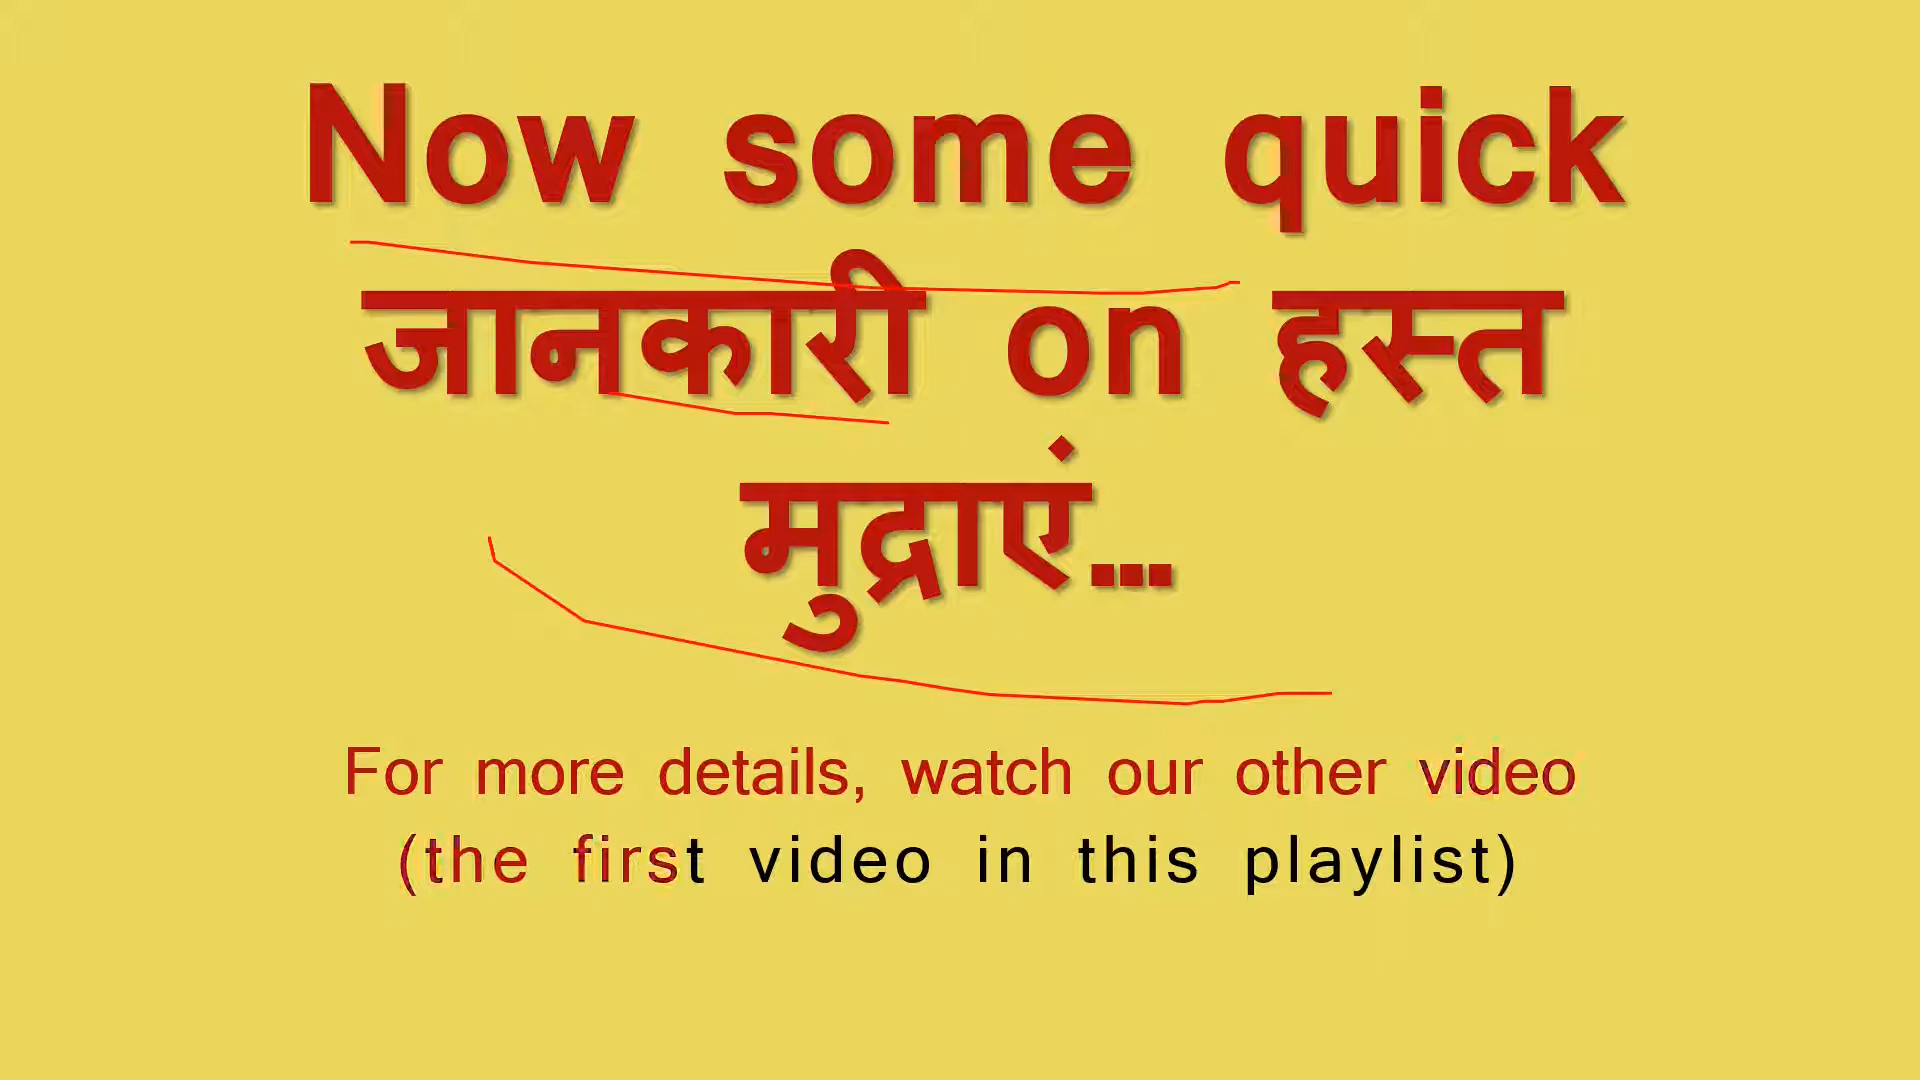 Now some quick
जानकारी on हस्त
मुद्राएं...
For more details, watch our other video
(the first video in this playlist)